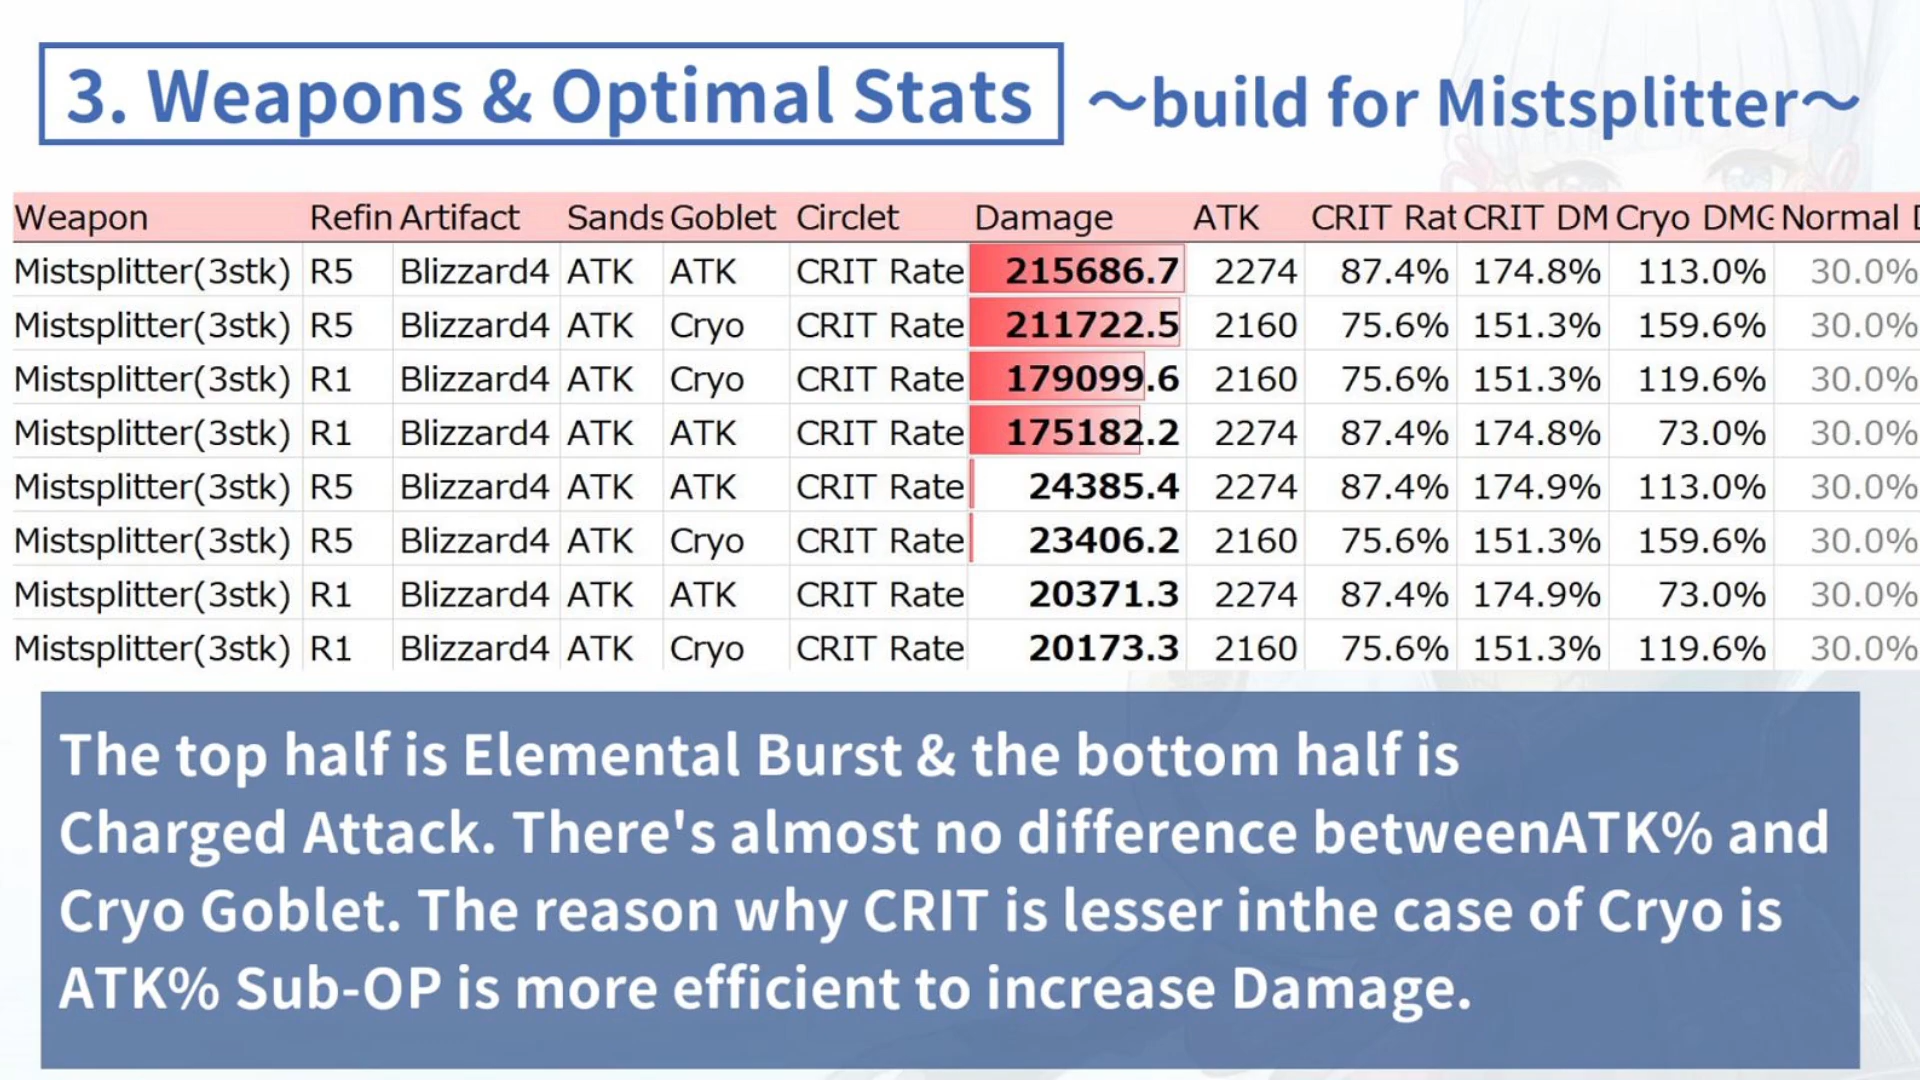 3. Weapons & Optimal Stats ～build for Mistsplitter～
Weapon Refin Artifact Sands Goblet Circlet Damage ATK CRIT Rat CRIT DM Cryo DMG Normal D
Mistsplitter(3stk) R5 Blizzard4 ATK ATK CRIT Rate 215686.7 2274 87.4% 174.8% 113.0% 30.0%
Mistsplitter(3stk) R5 Blizzard4 ATK Cryo CRIT Rate 211722.5 2160 75.6% 151.3% 159.6% 30.0%
Mistsplitter(3stk) R1 Blizzard4 ATK Cryo CRIT Rate 179099.6 2160 75.6% 151.3% 119.6% 30.0%
Mistsplitter(3stk) R1 Blizzard4 ATK ATK CRIT Rate 175182.2 2274 87.4% 174.8% 73.0% 30.0%
Mistsplitter(3stk) R5 Blizzard4 ATK ATK CRIT Rate 24385.4 2274 87.4% 174.9% 113.0% 30.0%
Mistsplitter(3stk) R5 Blizzard4 ATK Cryo CRIT Rate 23406.2 2160 75.6% 151.3% 159.6% 30.0%
Mistsplitter(3stk) R1 Blizzard4 ATK ATK CRIT Rate 20371.3 2274 87.4% 174.9% 73.0% 30.0%
Mistsplitter(3stk) R1 Blizzard4 ATK Cryo CRIT Rate 20173.3 2160 75.6% 151.3% 119.6% 30.0%
The top half is Elemental Burst & the bottom half is
Charged Attack. There's almost no difference betweenATK% and
Cryo Goblet. The reason why CRIT is lesser inthe case of Cryo is
ATK% Sub-OP is more efficient to increase Damage.